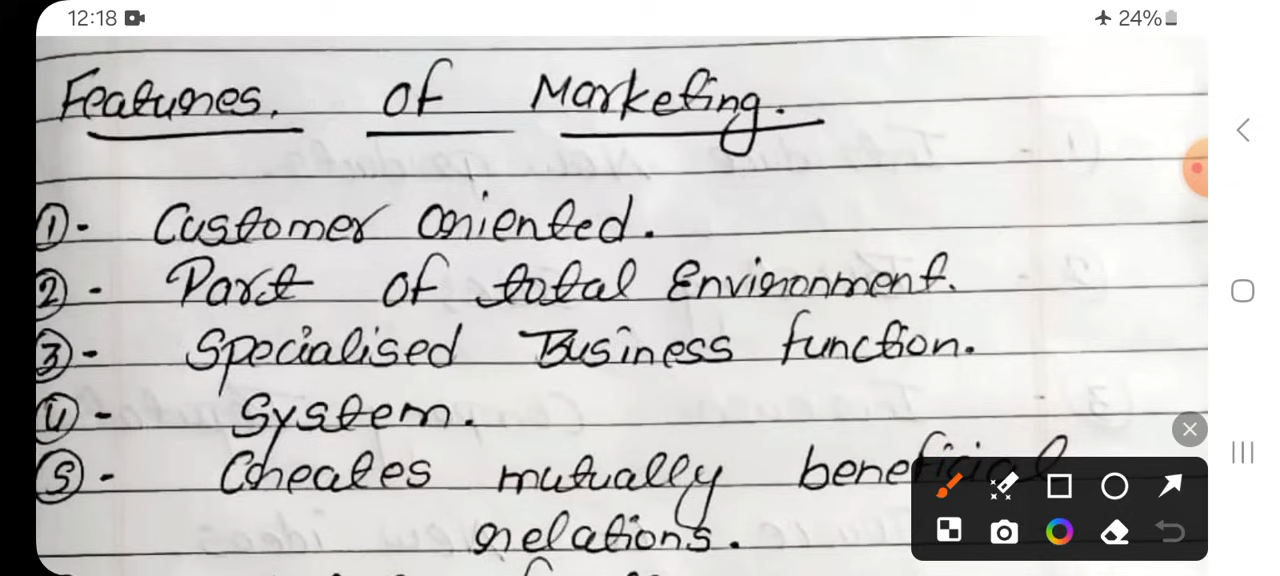 12:18
24%
Features. of Marketing.
①- Customer oriented.
②- Part of total Environment.
③- Specialised Business function.
④- System.
⑤- Creates mutually beneficial
relations.